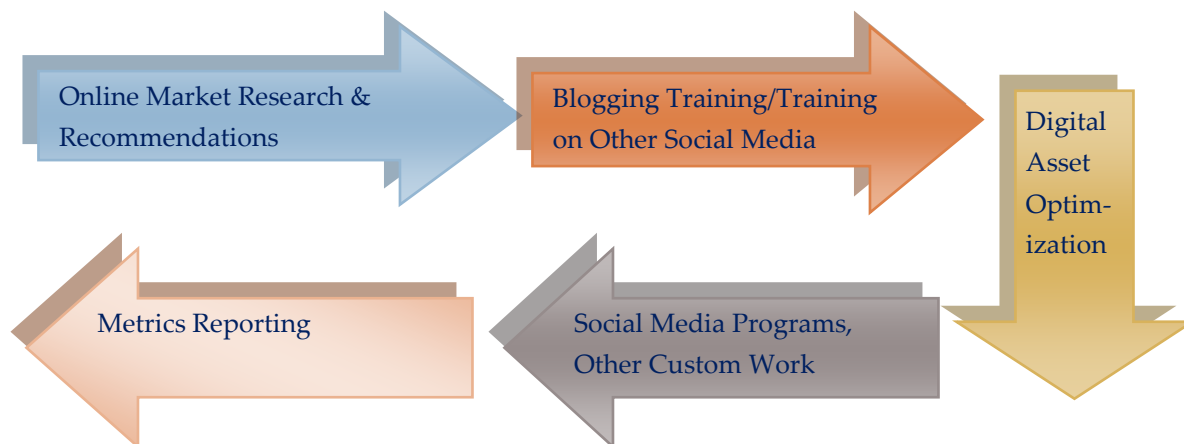 Online Market Research &
Recommendations
Blogging Training/Training
on Other Social Media
Digital
Asset
Optim-
ization
Social Media Programs,
Other Custom Work
Metrics Reporting